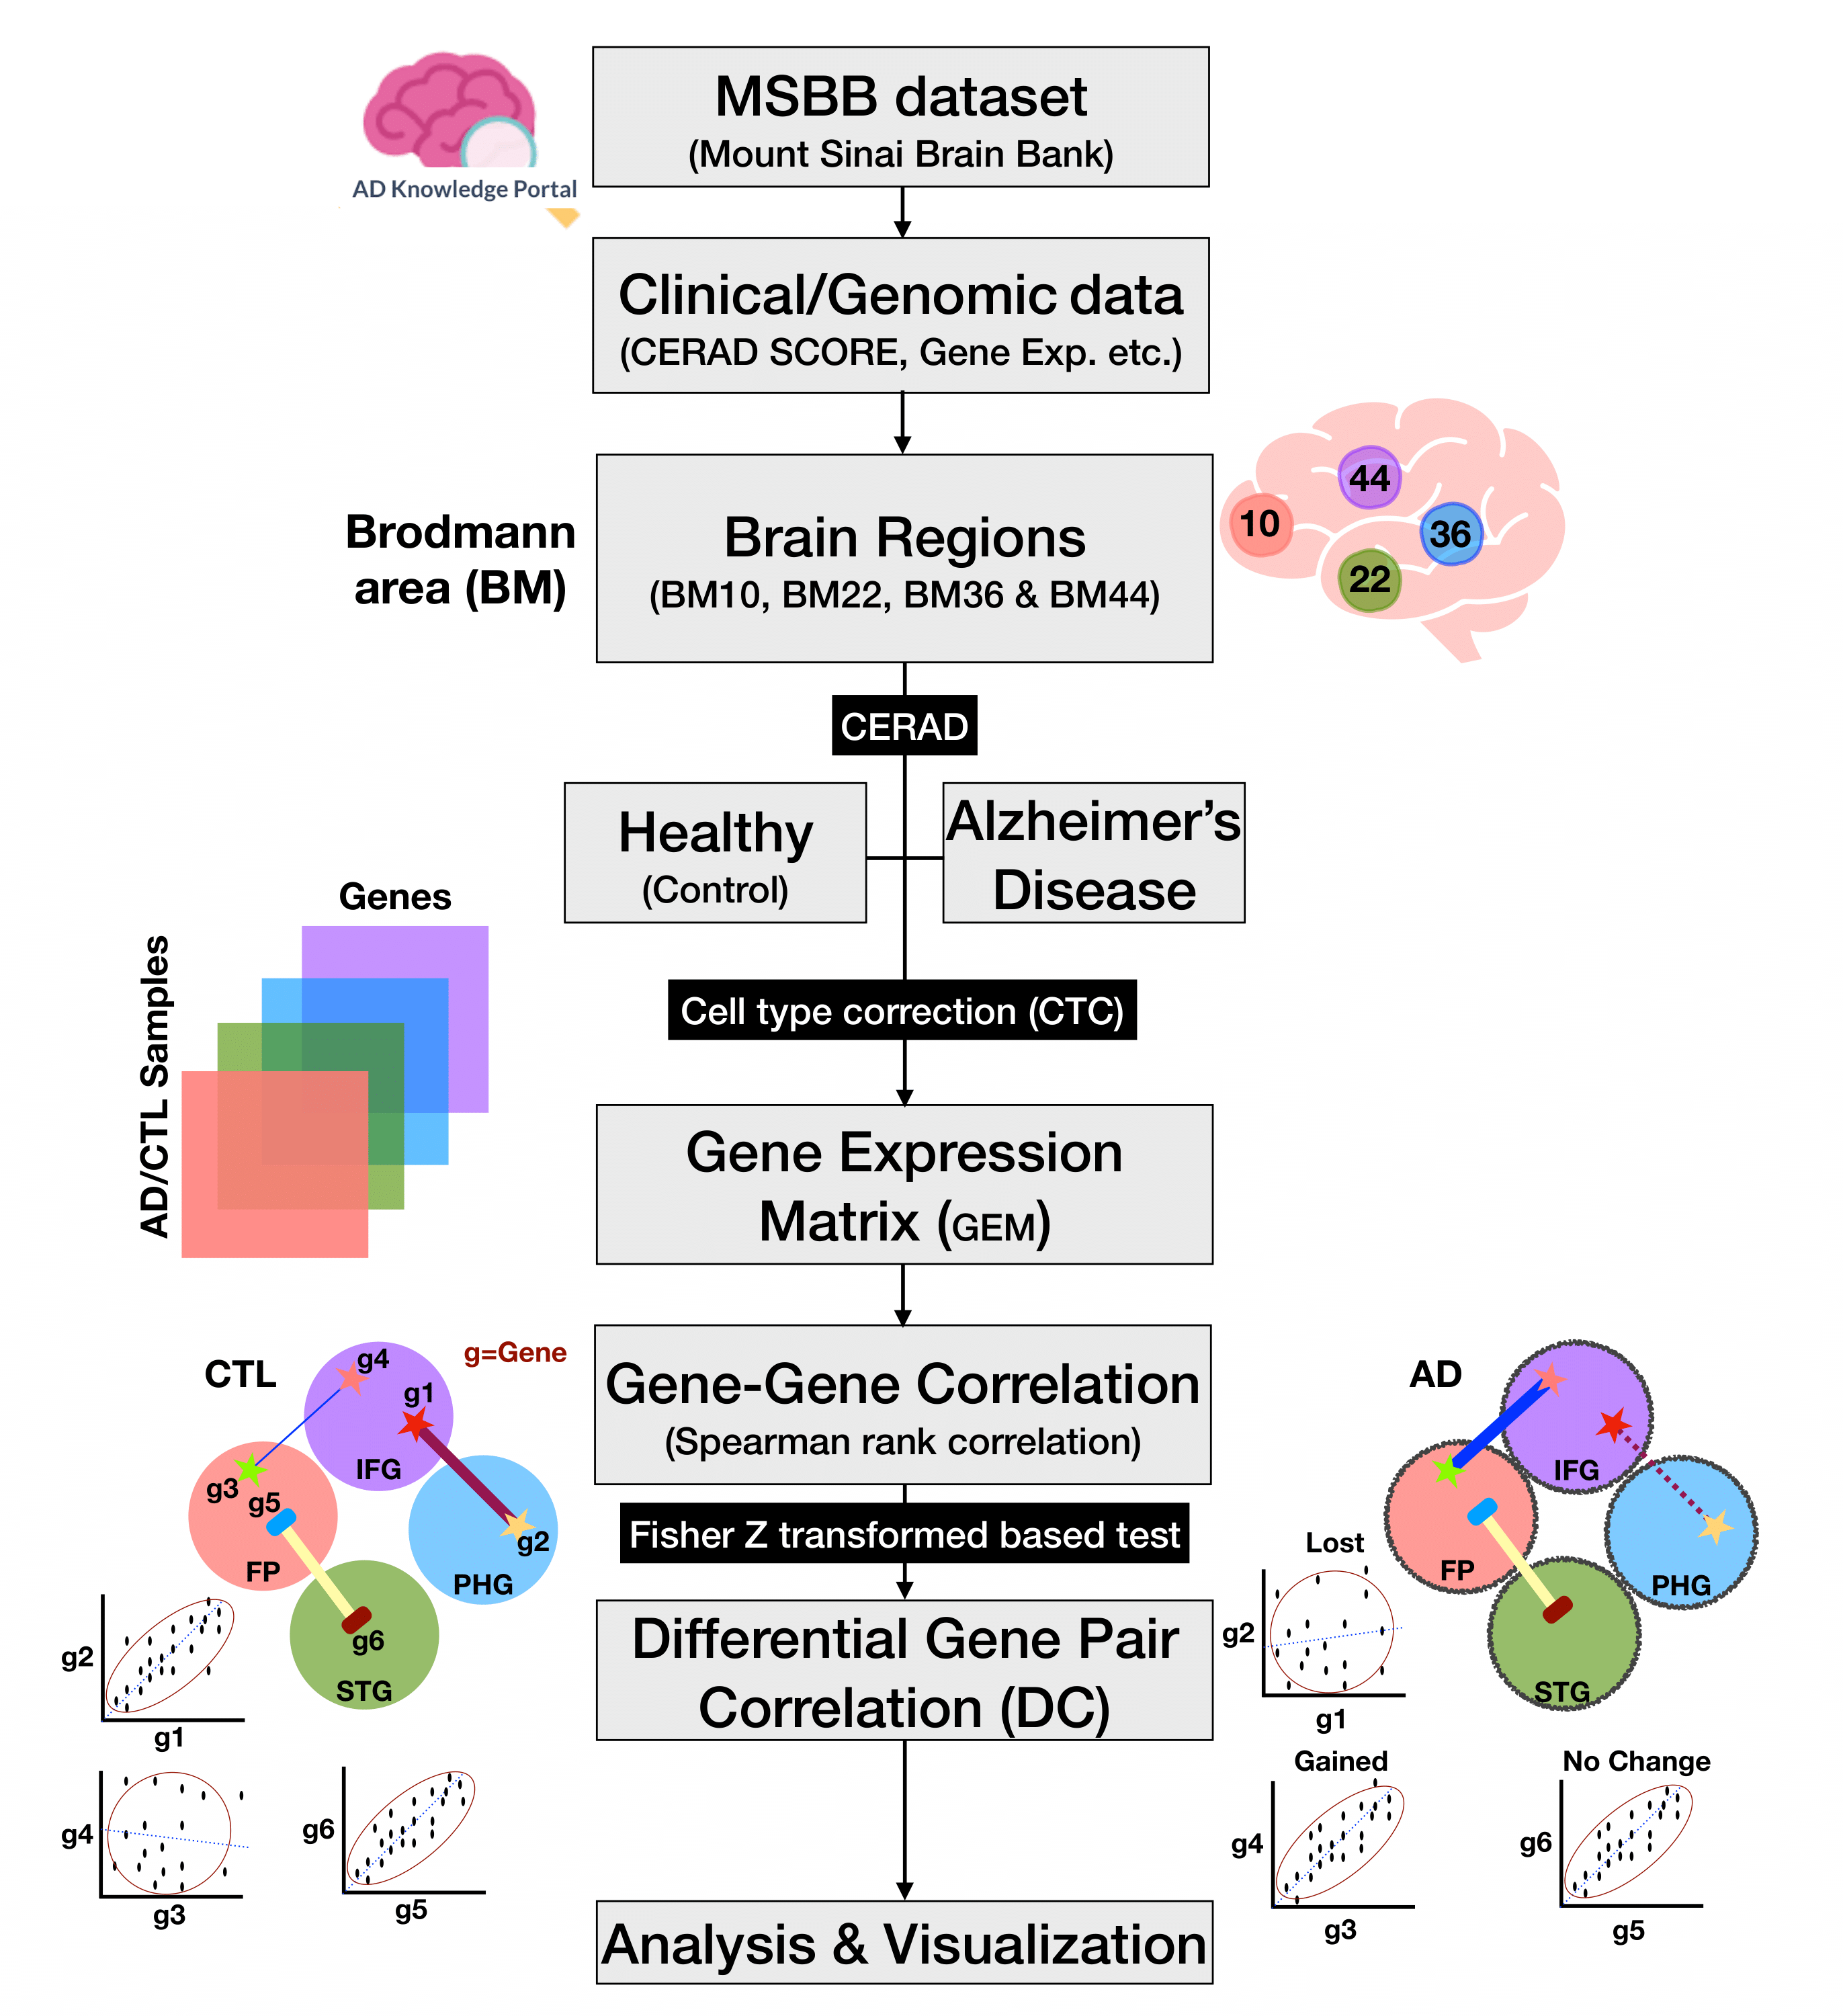 MSBB dataset
(Mount Sinai Brain Bank)
AD Knowledge Portal
Clinical/Genomic data
(CERAD SCORE, Gene Exp. etc.)
Brodmann
area (BM)
Brain Regions
(BM10, BM22, BM36 & BM44)
44
10
36
22
CERAD
Healthy
(Control)
Alzheimer's
Disease
Cell type correction (CTC)
Genes
AD/CTL Samples
Gene Expression
Matrix (GEM)
Gene-Gene Correlation
(Spearman rank correlation)
Fisher Z transformed based test
Differential Gene Pair
Correlation (DC)
Analysis & Visualization
CTL
g=Gene
g4
g1
IFG
g3
g5
FP
g2
PHG
g6
STG
g2
g1
g4
g3
g6
g5
AD
IFG
FP
PHG
STG
Lost
g2
g1
Gained
g4
g3
No Change
g6
g5